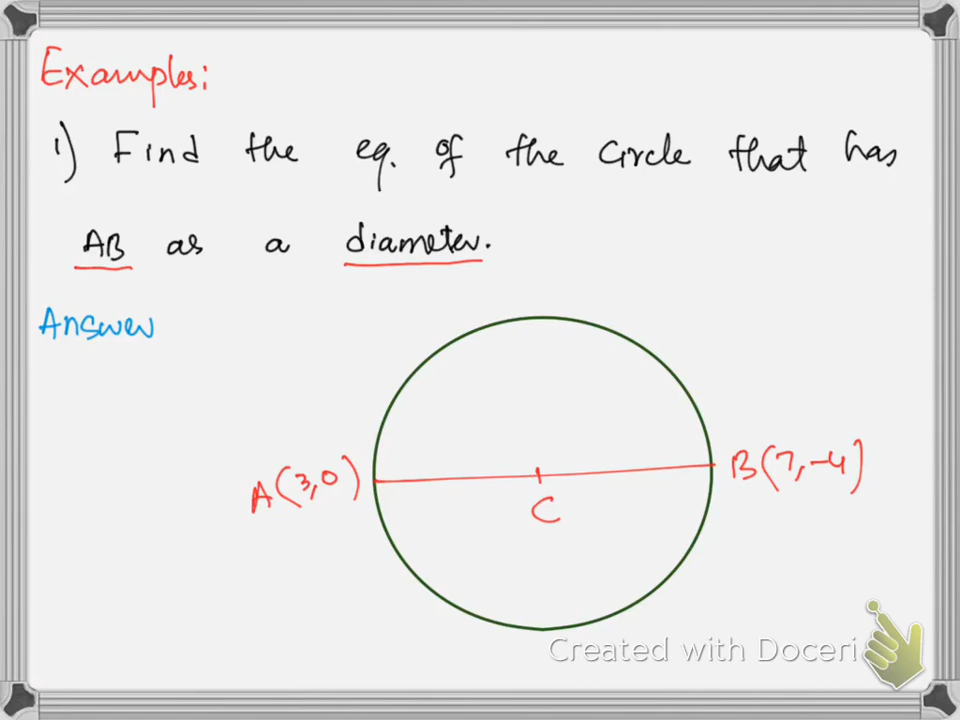 Examples:
1) Find the eq. of the Circle that has
AB as a diameter.
Answer
A(3,0)
C
B(7,-4)
Created with Doceri